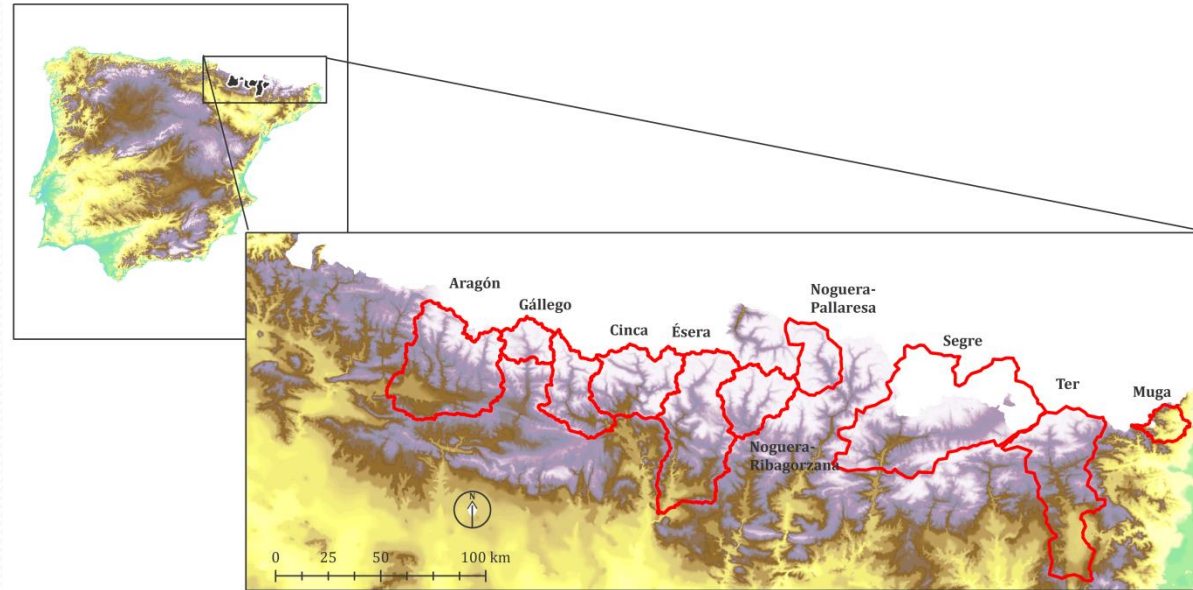 Aragón
Gállego
Cinca
Ésera
Noguera-
Pallaresa
Segre
Ter
Muga
Noguera-
Ribagorzana
N
0 25 50 100 km